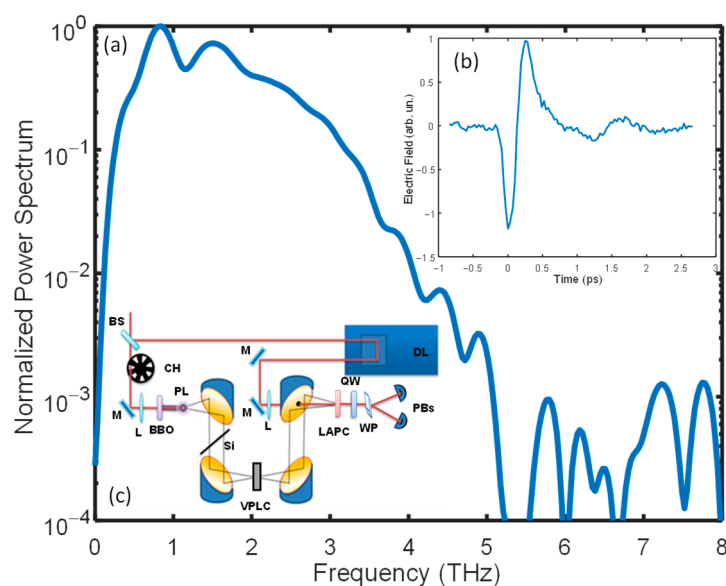 (a)
Normalized Power Spectrum
10^0
10^-1
10^-2
10^-3
10^-4
0 1 2 3 4 5 6 7 8
Frequency (THz)
(b)
Electric Field (arb. un.)
1
0.5
0
-0.5
-1
-1.5
-1 -0.5 0 0.5 1 1.5 2 2.5 3
Time (ps)
BS
CH
M
L
BBO
PL
Si
VPLC
M
M
L
DL
QW
LAPC
WP
PBs
(c)